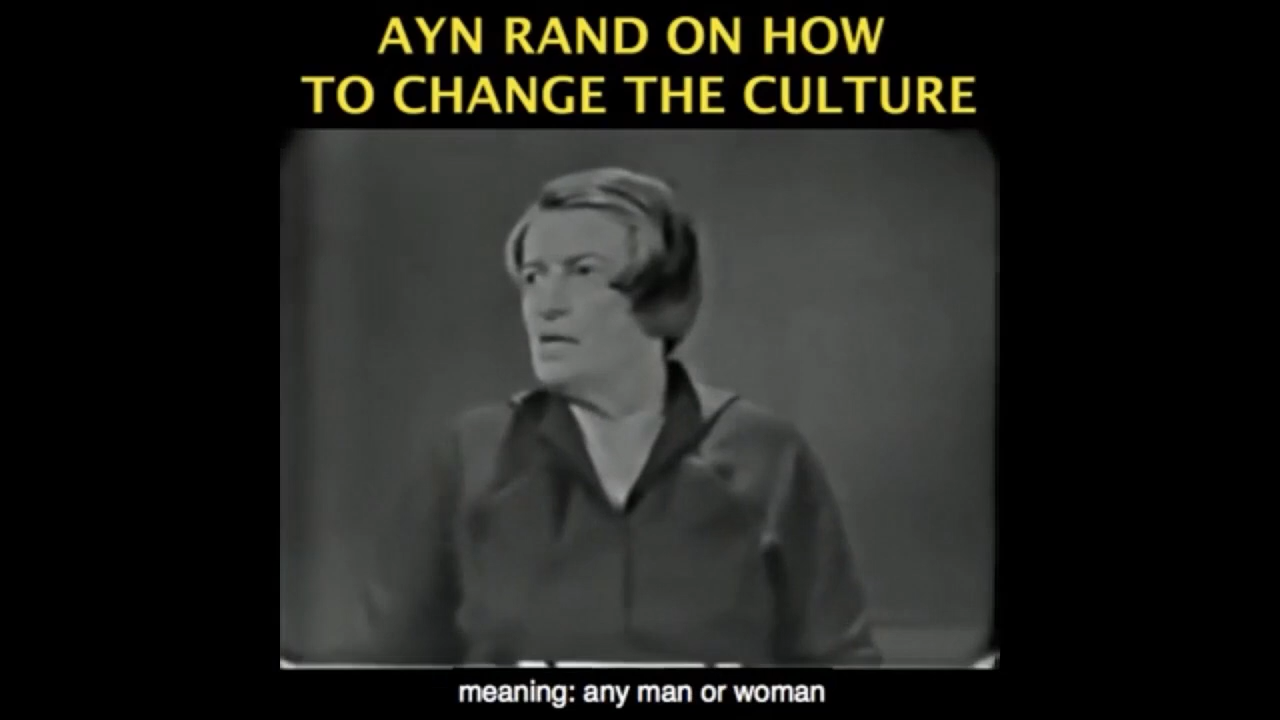 AYN RAND ON HOW
TO CHANGE THE CULTURE
meaning: any man or woman